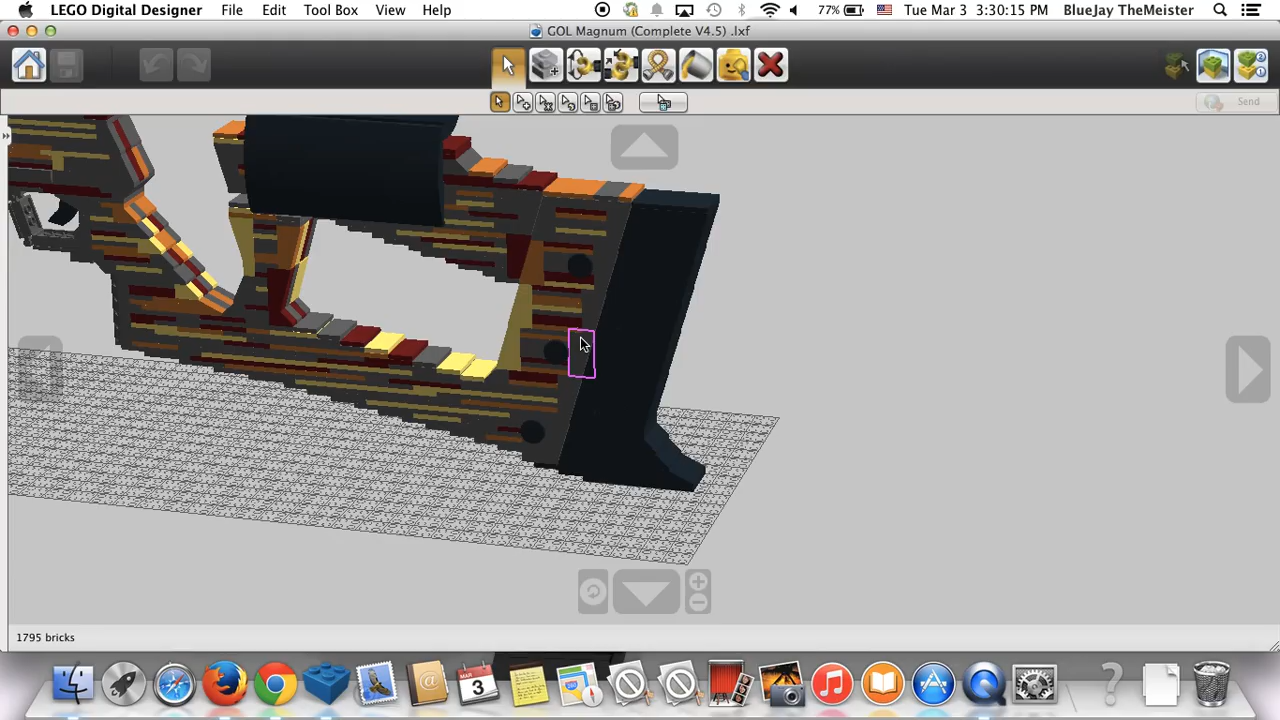 LEGO Digital Designer File Edit Tool Box View Help 77% Tue Mar 3 3:30:15 PM BlueJay TheMeister
GOL Magnum (Complete V4.5) .lxf
Send
1795 bricks
MAR
3